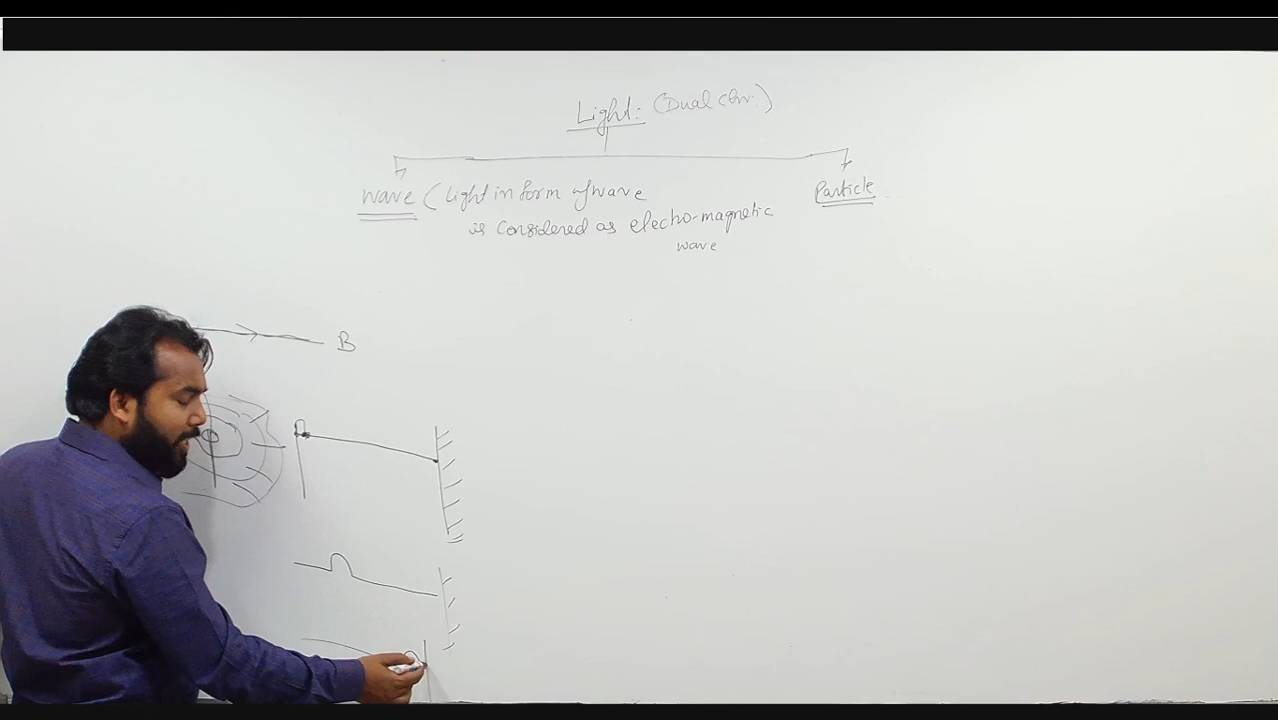 Light: (Dual chr.)
wave (Light in form of wave
Particle
is considered as electro-magnetic
wave
B